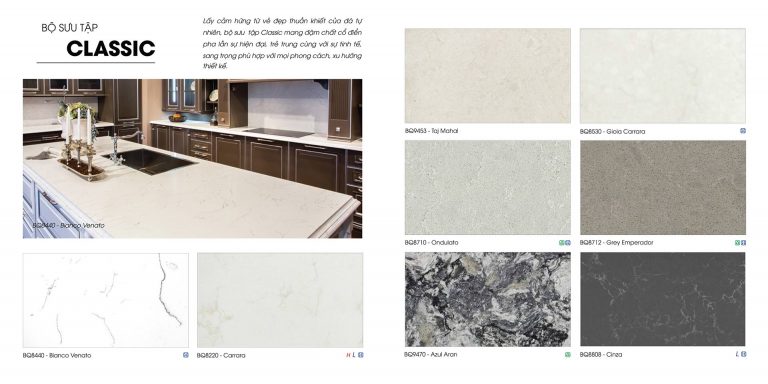 BỘ SƯU TẬP
CLASSIC
Lấy cảm hứng từ vẻ đẹp thuần khiết của đá tự
nhiên, bộ sưu tập Classic mang đậm chất cổ điển
pha lẫn sự hiện đại, trẻ trung cùng với sự tinh tế,
sang trọng phù hợp với mọi phong cách, xu hướng
thiết kế.
BQ8440 - Bianco Venato
BQ8440 - Bianco Venato
BQ8220 - Carrara
H L
BQ9453 - Taj Mahal
BQ8530 - Gioia Carrara
BQ8710 - Ondulato
BQ8712 - Grey Emperador
BQ9470 - Azul Aran
BQ8808 - Cinza
L